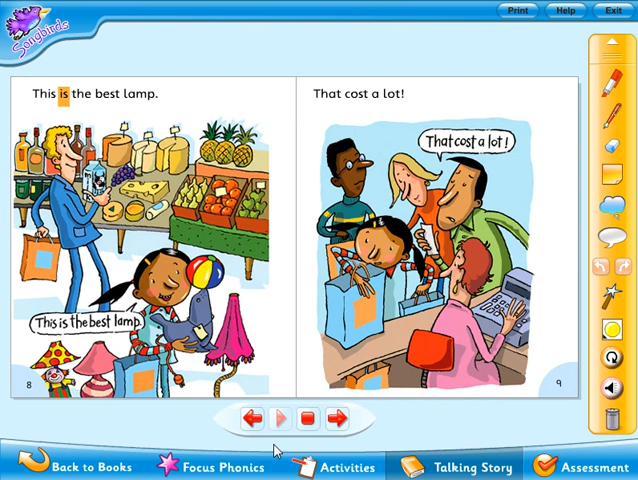 Songbirds
Print
Help
Exit
This is the best lamp.
That cost a lot!
That cost a lot!
This is the best lamp.
8
9
Back to Books
Focus Phonics
Activities
Talking Story
Assessment